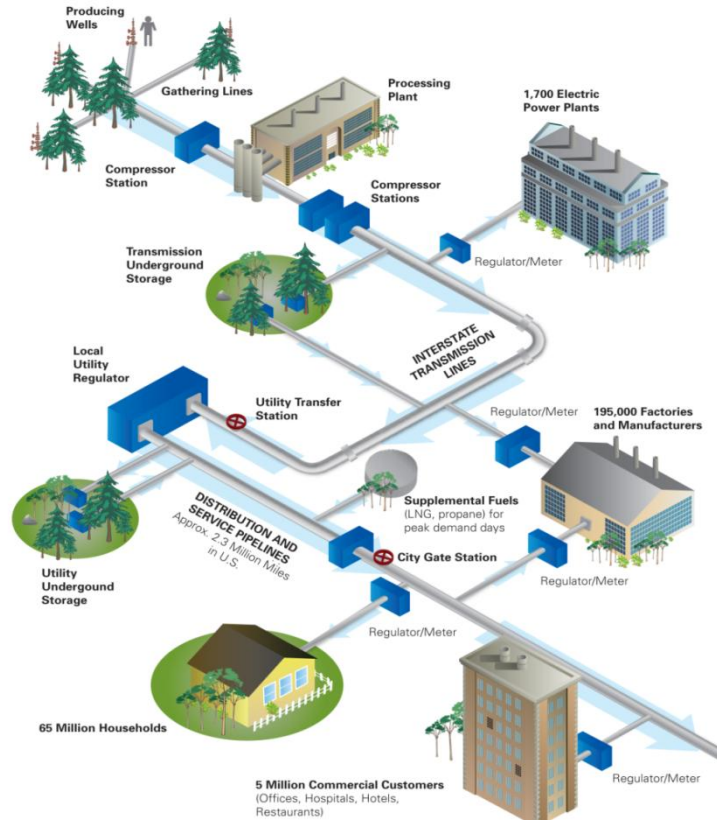 Producing
Wells
Gathering Lines
Processing
Plant
1,700 Electric
Power Plants
Compressor
Station
Compressor
Stations
Transmission
Underground
Storage
Regulator/Meter
INTERSTATE
TRANSMISSION
LINES
Local
Utility
Regulator
Utility Transfer
Station
Regulator/Meter
195,000 Factories
and Manufacturers
Supplemental Fuels
(LNG, propane) for
peak demand days
DISTRIBUTION AND
SERVICE PIPELINES
Approx. 2.3 Million Miles
in U.S.
City Gate Station
Utility
Undergound
Storage
Regulator/Meter
Regulator/Meter
65 Million Households
5 Million Commercial Customers
(Offices, Hospitals, Hotels,
Restaurants)
Regulator/Meter